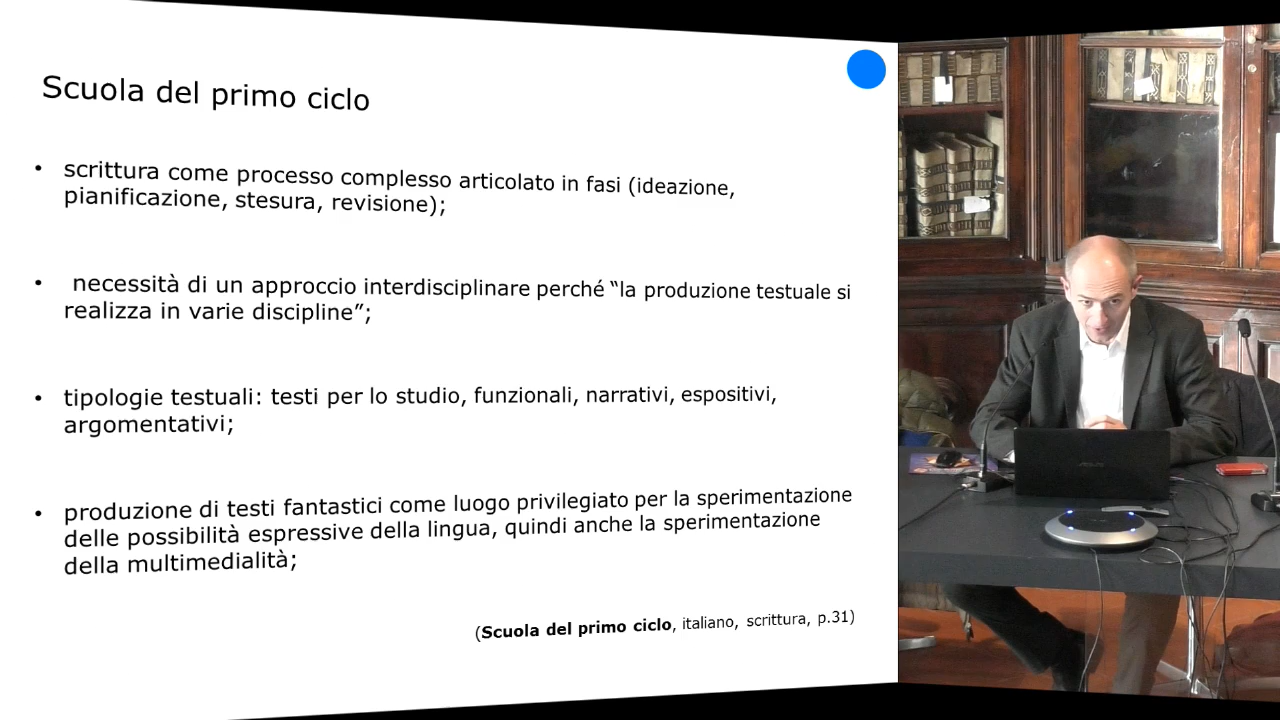 Scuola del primo ciclo
• scrittura come processo complesso articolato in fasi (ideazione,
pianificazione, stesura, revisione);
• necessità di un approccio interdisciplinare perché “la produzione testuale si
realizza in varie discipline”;
• tipologie testuali: testi per lo studio, funzionali, narrativi, espositivi,
argomentativi;
• produzione di testi fantastici come luogo privilegiato per la sperimentazione
delle possibilità espressive della lingua, quindi anche la sperimentazione
della multimedialità;
(Scuola del primo ciclo, italiano, scrittura, p.31)
ASUS